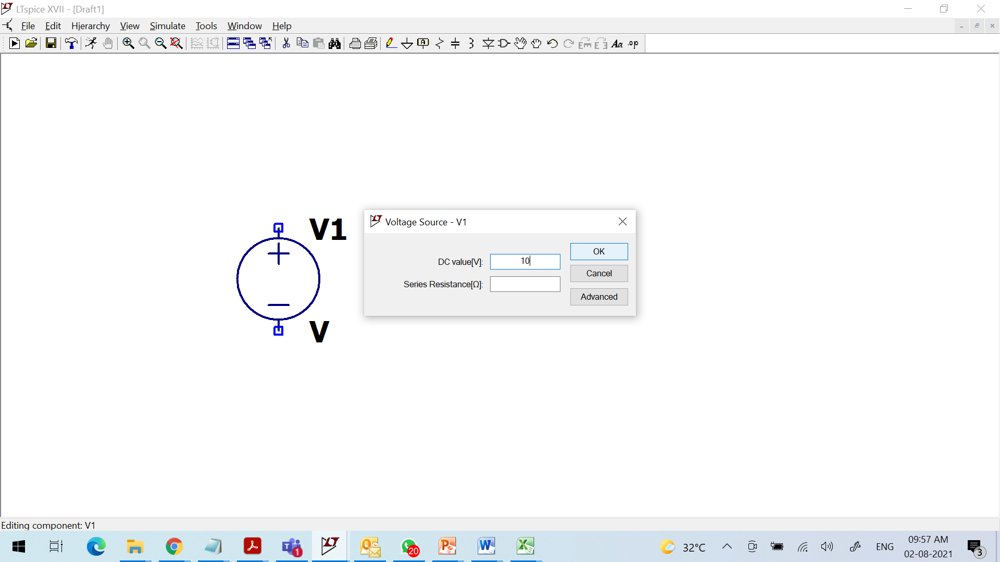 LTspice XVII - [Draft1]
File Edit Hierarchy View Simulate Tools Window Help
A Aa .op
V1
V
Voltage Source - V1
DC value[V]: 10
Series Resistance[Ω]:
OK
Cancel
Advanced
Editing component: V1
1
20
32°C
ENG
09:57 AM
02-08-2021
3